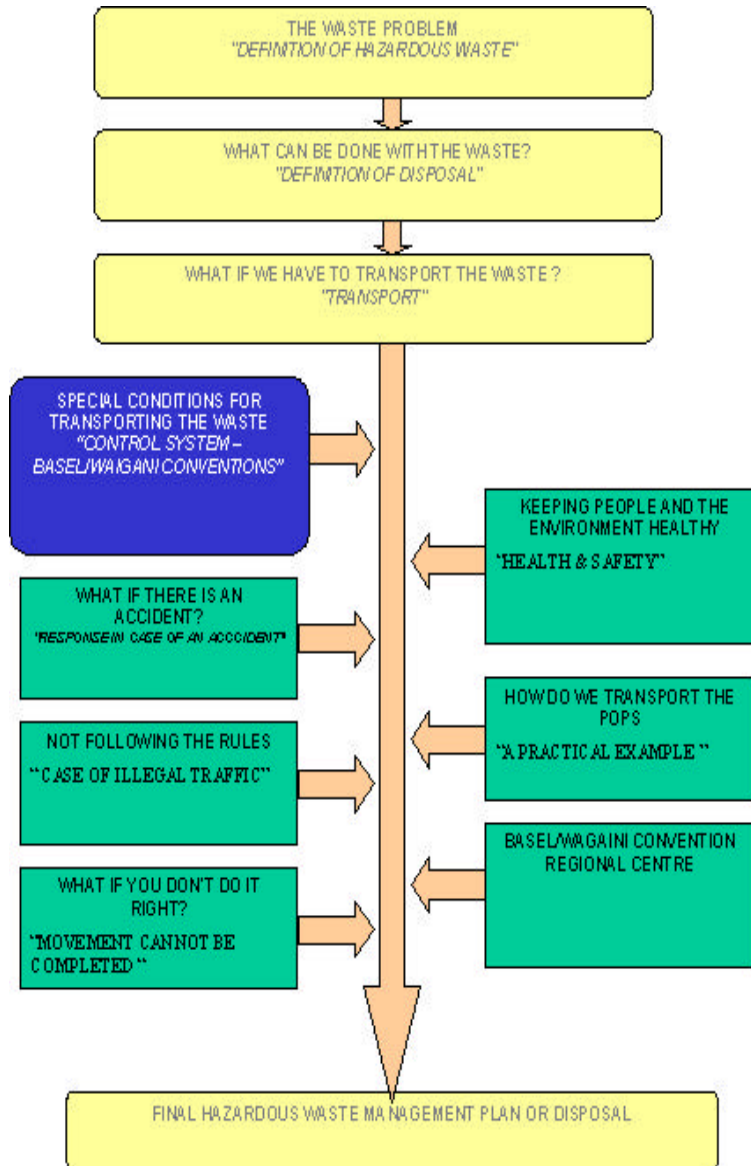 THE WASTE PROBLEM
"DEFINITION OF HAZARDOUS WASTE"
WHAT CAN BE DONE WITH THE WASTE?
"DEFINITION OF DISPOSAL"
WHAT IF WE HAVE TO TRANSPORT THE WASTE ?
"TRANSPORT"
SPECIAL CONDITIONS FOR
TRANSPORTING THE WASTE
"CONTROL SYSTEM –
BASEL/WAIGANI CONVENTIONS"
KEEPING PEOPLE AND THE
ENVIRONMENT HEALTHY
"HEALTH & SAFETY"
WHAT IF THERE IS AN
ACCIDENT?
"RESPONSE IN CASE OF AN ACCCIDENT"
HOW DO WE TRANSPORT THE
POPS
"A PRACTICAL EXAMPLE "
NOT FOLLOWING THE RULES
"CASE OF ILLEGAL TRAFFIC"
BASEL/WAGAINI CONVENTION
REGIONAL CENTRE
WHAT IF YOU DON'T DO IT
RIGHT?
"MOVEMENT CANNOT BE
COMPLETED "
FINAL HAZARDOUS WASTE MANAGEMENT PLAN OR DISPOSAL